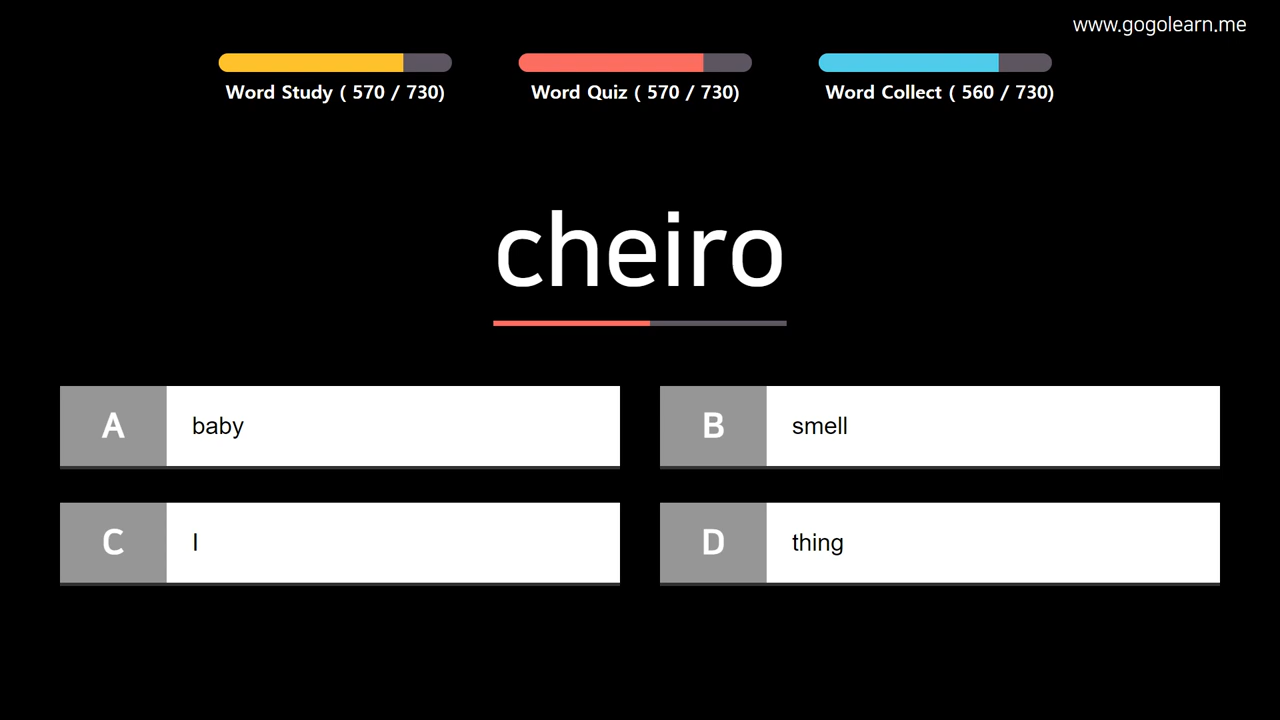 www.gogolearn.me
Word Study ( 570 / 730)
Word Quiz ( 570 / 730)
Word Collect ( 560 / 730)
cheiro
A baby
B smell
C I
D thing